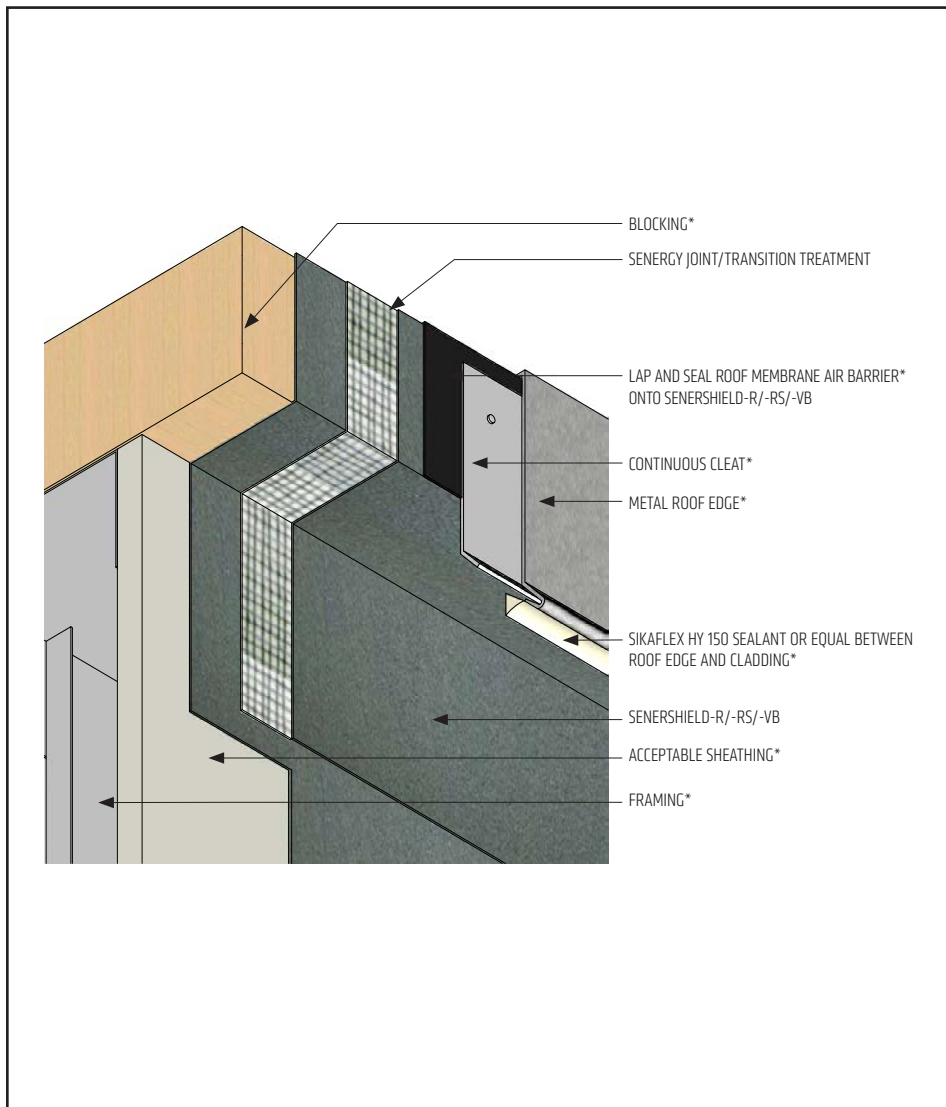 BLOCKING*
SENERGY JOINT/TRANSITION TREATMENT
LAP AND SEAL ROOF MEMBRANE AIR BARRIER*
ONTO SENERSHIELD-R/-RS/-VB
CONTINUOUS CLEAT*
METAL ROOF EDGE*
SIKAFLEX HY 150 SEALANT OR EQUAL BETWEEN
ROOF EDGE AND CLADDING*
SENERSHIELD-R/-RS/-VB
ACCEPTABLE SHEATHING*
FRAMING*